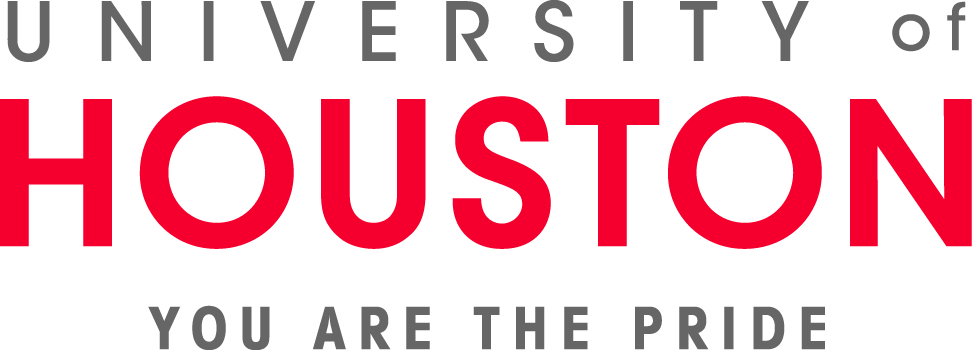 UNIVERSITY of
HOUSTON
YOU ARE THE PRIDE